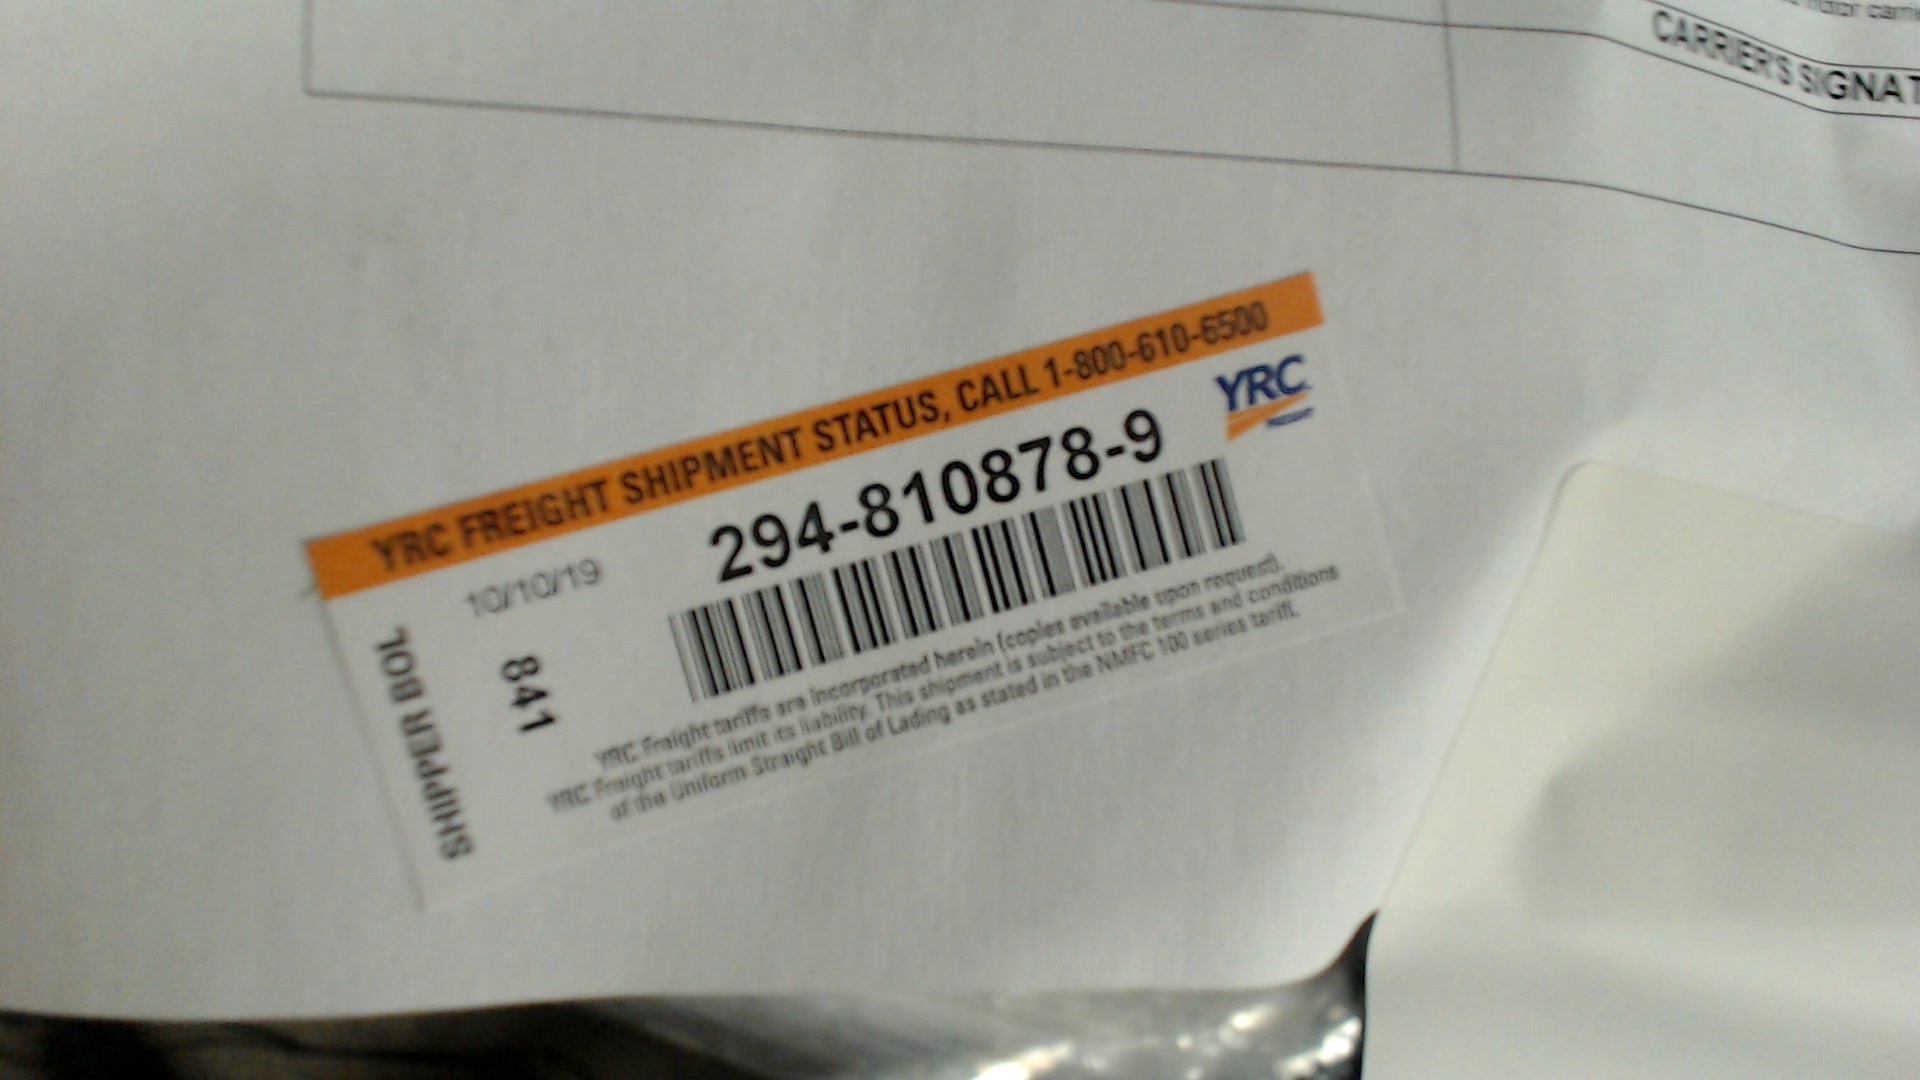 motor carrier
CARRIER'S SIGNAT
YRC FREIGHT SHIPMENT STATUS, CALL 1-800-610-6500
YRC
FREIGHT
10/10/19
294-810878-9
SHIPPER BOL
841
YRC Freight tariffs are incorporated herein (copies available upon request).
YRC Freight tariffs limit its liability. This shipment is subject to the terms and conditions
of the Uniform Straight Bill of Lading as stated in the NMFC 100 series tariff.